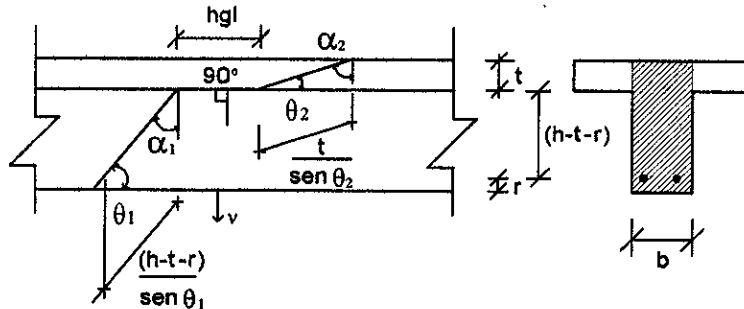 hgl
α₂
90°
t
θ₂
(h-t-r)
α₁
t
sen θ₂
r
θ₁
v
(h-t-r)
sen θ₁
b